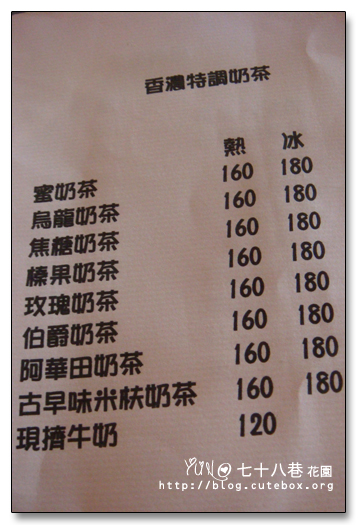 香濃特調奶茶
熱 冰
蜜奶茶 160 180
烏龍奶茶 160 180
焦糖奶茶 160 180
榛果奶茶 160 180
玫瑰奶茶 160 180
伯爵奶茶 160 180
阿華田奶茶 160 180
古早味米枎奶茶 160 180
現擠牛奶 120
YUNO 七十八巷 花園
http://blog.cutebox.org